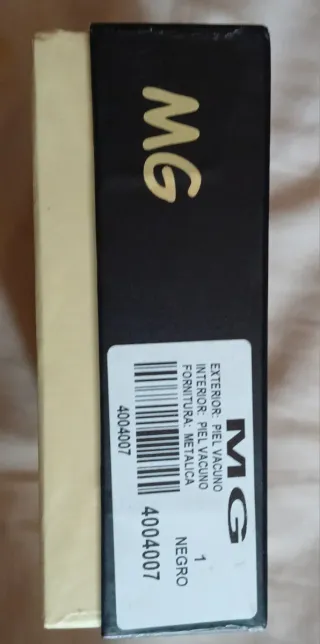 MG
MG
EXTERIOR: PIEL VACUNO
INTERIOR: PIEL VACUNO
FORNITURA: METALICA
4004007
1
NEGRO
4004007